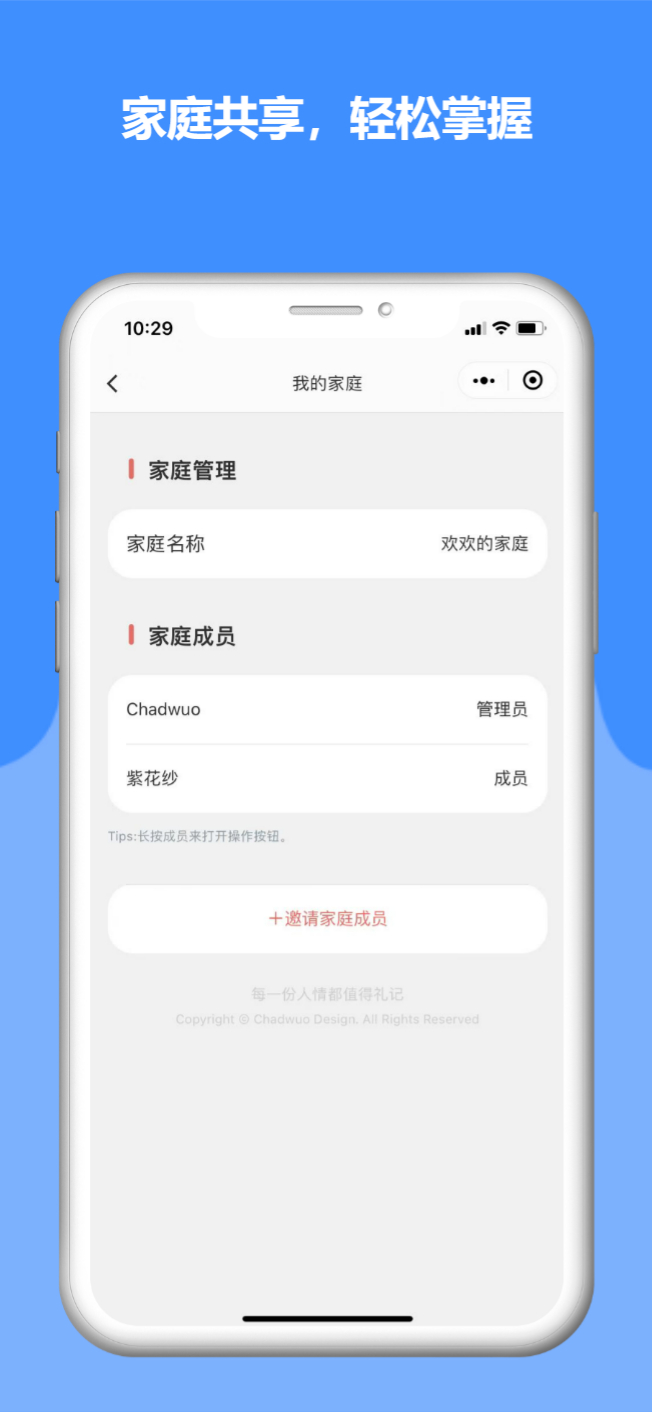 家庭共享，轻松掌握
10:29
我的家庭
家庭管理
家庭名称 欢欢的家庭
家庭成员
Chadwuo 管理员
紫花纱 成员
Tips:长按成员来打开操作按钮。
＋邀请家庭成员
每一份人情都值得礼记
Copyright © Chadwuo Design. All Rights Reserved